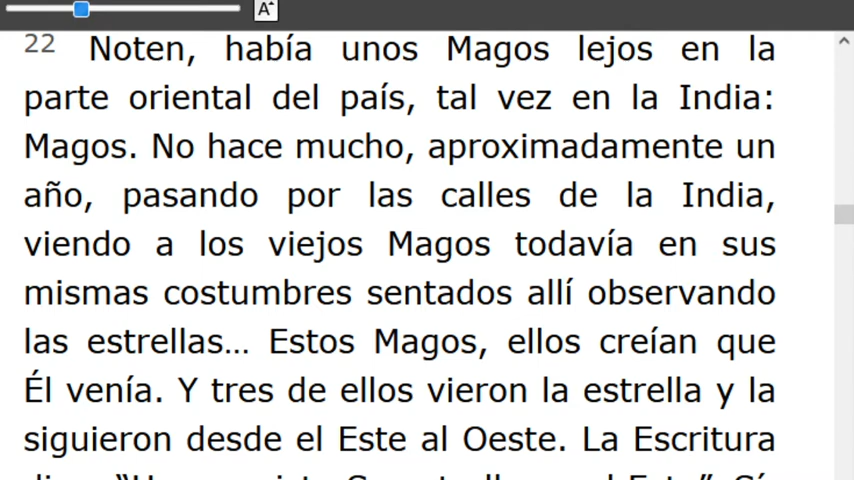 A
22 Noten, había unos Magos lejos en la
parte oriental del país, tal vez en la India:
Magos. No hace mucho, aproximadamente un
año, pasando por las calles de la India,
viendo a los viejos Magos todavía en sus
mismas costumbres sentados allí observando
las estrellas... Estos Magos, ellos creían que
Él venía. Y tres de ellos vieron la estrella y la
siguieron desde el Este al Oeste. La Escritura